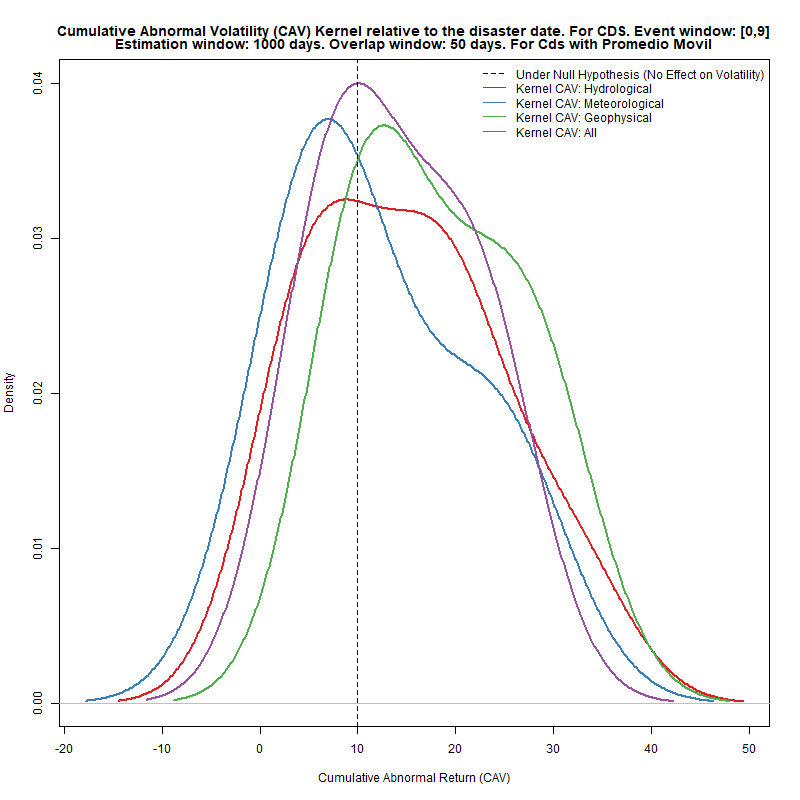 Cumulative Abnormal Volatility (CAV) Kernel relative to the disaster date. For CDS. Event window: [0,9]
Estimation window: 1000 days. Overlap window: 50 days. For Cds with Promedio Movil
Under Null Hypothesis (No Effect on Volatility)
Kernel CAV: Hydrological
Kernel CAV: Meteorological
Kernel CAV: Geophysical
Kernel CAV: All
Density
0.04
0.03
0.02
0.01
0.00
-20 -10 0 10 20 30 40 50
Cumulative Abnormal Return (CAV)